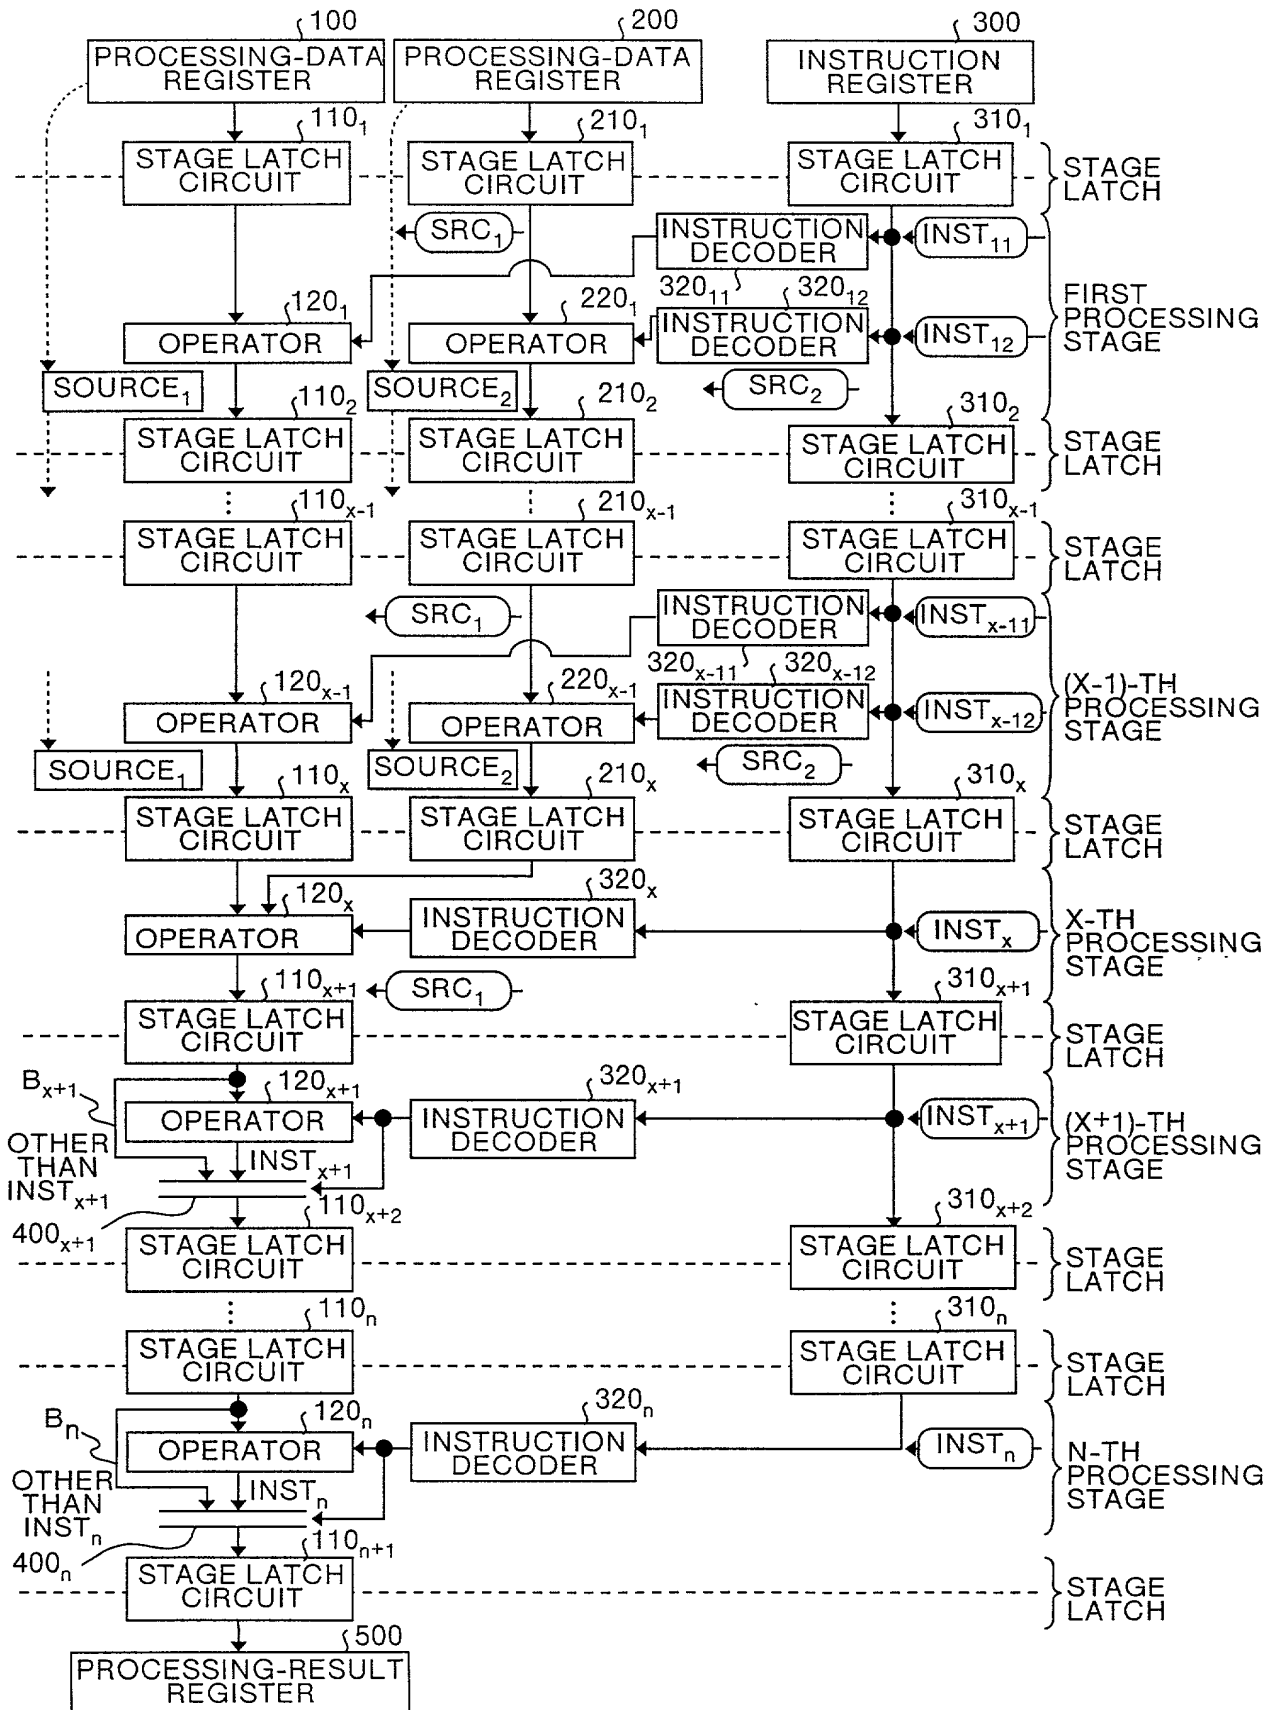 100
200
300
PROCESSING-DATA REGISTER
PROCESSING-DATA REGISTER
INSTRUCTION REGISTER
110₁
210₁
310₁
STAGE LATCH CIRCUIT
STAGE LATCH CIRCUIT
STAGE LATCH CIRCUIT
STAGE LATCH
SRC₁
INSTRUCTION DECODER
INST₁₁
320₁₁
320₁₂
FIRST PROCESSING STAGE
120₁
220₁
OPERATOR
OPERATOR
INSTRUCTION DECODER
INST₁₂
SOURCE₁
SOURCE₂
SRC₂
110₂
210₂
310₂
STAGE LATCH CIRCUIT
STAGE LATCH CIRCUIT
STAGE LATCH CIRCUIT
STAGE LATCH
110x-1
210x-1
310x-1
STAGE LATCH CIRCUIT
STAGE LATCH CIRCUIT
STAGE LATCH CIRCUIT
STAGE LATCH
SRC₁
INSTRUCTION DECODER
INSTx-11
320x-11
320x-12
(X-1)-TH PROCESSING STAGE
120x-1
220x-1
OPERATOR
OPERATOR
INSTRUCTION DECODER
INSTx-12
SOURCE₁
SOURCE₂
SRC₂
110x
210x
310x
STAGE LATCH CIRCUIT
STAGE LATCH CIRCUIT
STAGE LATCH CIRCUIT
STAGE LATCH
120x
320x
OPERATOR
INSTRUCTION DECODER
INSTx
X-TH PROCESSING STAGE
110x+1
SRC₁
310x+1
STAGE LATCH CIRCUIT
STAGE LATCH CIRCUIT
STAGE LATCH
Bx+1
120x+1
320x+1
OPERATOR
INSTRUCTION DECODER
INSTx+1
(X+1)-TH PROCESSING STAGE
OTHER THAN INSTx+1
INSTx+1
400x+1
110x+2
310x+2
STAGE LATCH CIRCUIT
STAGE LATCH CIRCUIT
STAGE LATCH
110n
310n
STAGE LATCH CIRCUIT
STAGE LATCH CIRCUIT
STAGE LATCH
Bn
120n
320n
OPERATOR
INSTRUCTION DECODER
INSTn
N-TH PROCESSING STAGE
OTHER THAN INSTn
INSTn
400n
110n+1
STAGE LATCH CIRCUIT
STAGE LATCH
500
PROCESSING-RESULT REGISTER